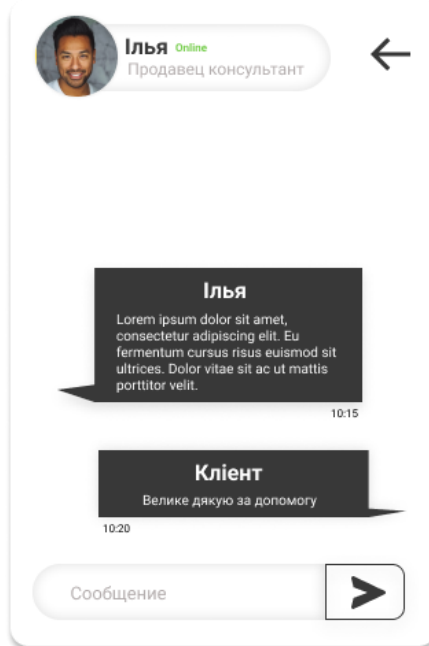 Ілья Online
Продавец консультант
Ілья
Lorem ipsum dolor sit amet,
consectetur adipiscing elit. Eu
fermentum cursus risus euismod sit
ultrices. Dolor vitae sit ac ut mattis
porttitor velit.
10:15
Клієнт
Велике дякую за допомогу
10:20
Сообщение